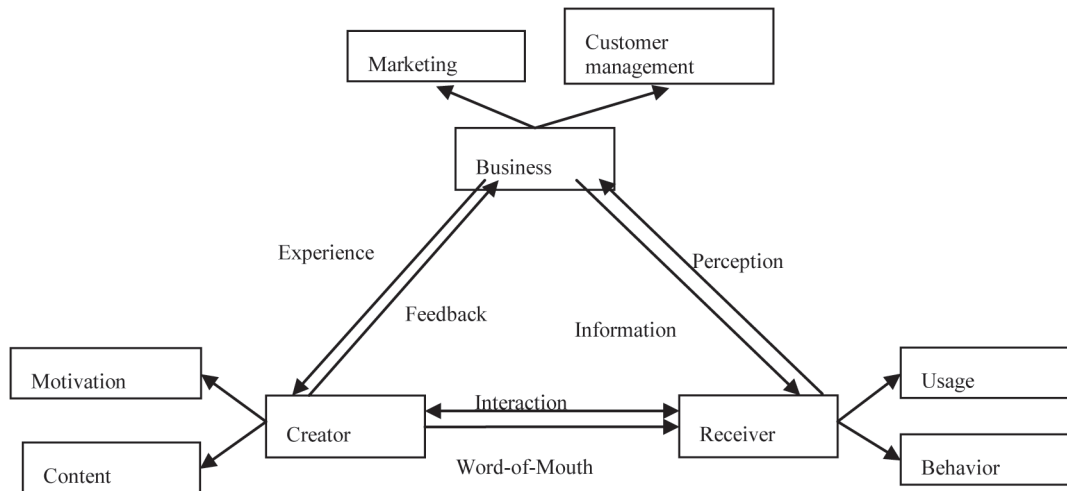 Marketing
Customer
management
Business
Experience
Perception
Feedback
Information
Motivation
Usage
Interaction
Creator
Receiver
Word-of-Mouth
Content
Behavior